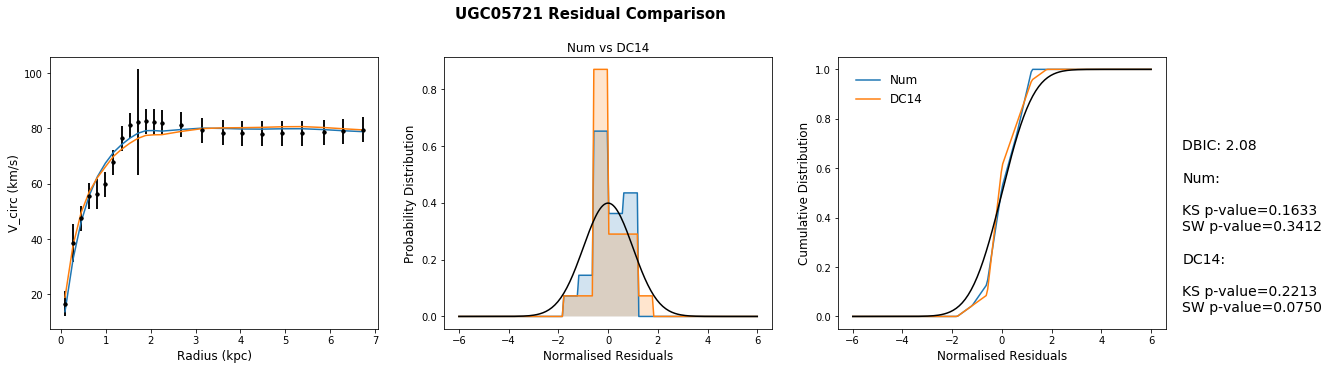 UGC05721 Residual Comparison
V_circ (km/s)
100
80
60
40
20
0 1 2 3 4 5 6 7
Radius (kpc)
Num vs DC14
Probability Distribution
0.8
0.6
0.4
0.2
0.0
−6 −4 −2 0 2 4 6
Normalised Residuals
Cumulative Distribution
1.0
0.8
0.6
0.4
0.2
0.0
Num
DC14
−6 −4 −2 0 2 4 6
Normalised Residuals
DBIC: 2.08
Num:
KS p-value=0.1633
SW p-value=0.3412
DC14:
KS p-value=0.2213
SW p-value=0.0750